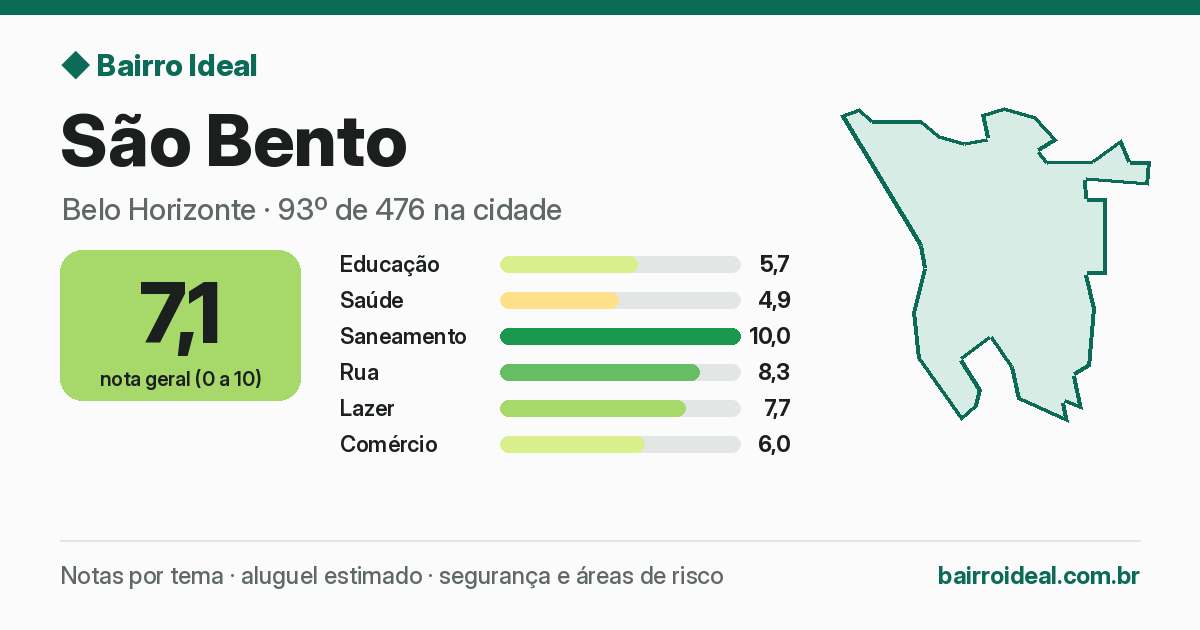 Bairro Ideal
São Bento
Belo Horizonte · 93º de 476 na cidade
7,1
nota geral (0 a 10)
Educação 5,7
Saúde 4,9
Saneamento 10,0
Rua 8,3
Lazer 7,7
Comércio 6,0
Notas por tema · aluguel estimado · segurança e áreas de risco
bairroideal.com.br